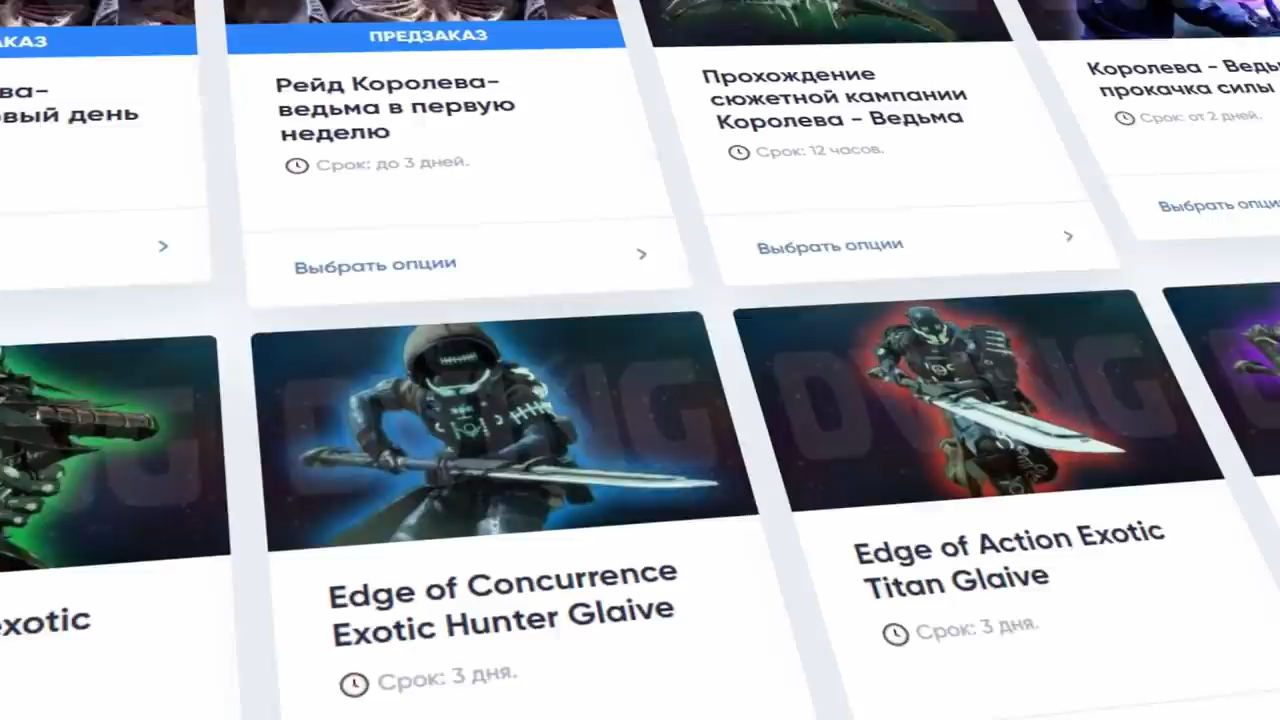 АКАЗ
ва-
вый день
ПРЕДЗАКАЗ
Рейд Королева-
ведьма в первую
неделю
Срок: до 3 дней.
Выбрать опции
Прохождение
сюжетной кампании
Королева - Ведьма
Срок: 12 часов.
Выбрать опции
Королева - Ведь
прокачка силы
Срок: от 2 дней.
Выбрать опци
exotic
Edge of Concurrence
Exotic Hunter Glaive
Срок: 3 дня.
Edge of Action Exotic
Titan Glaive
Срок: 3 дня.